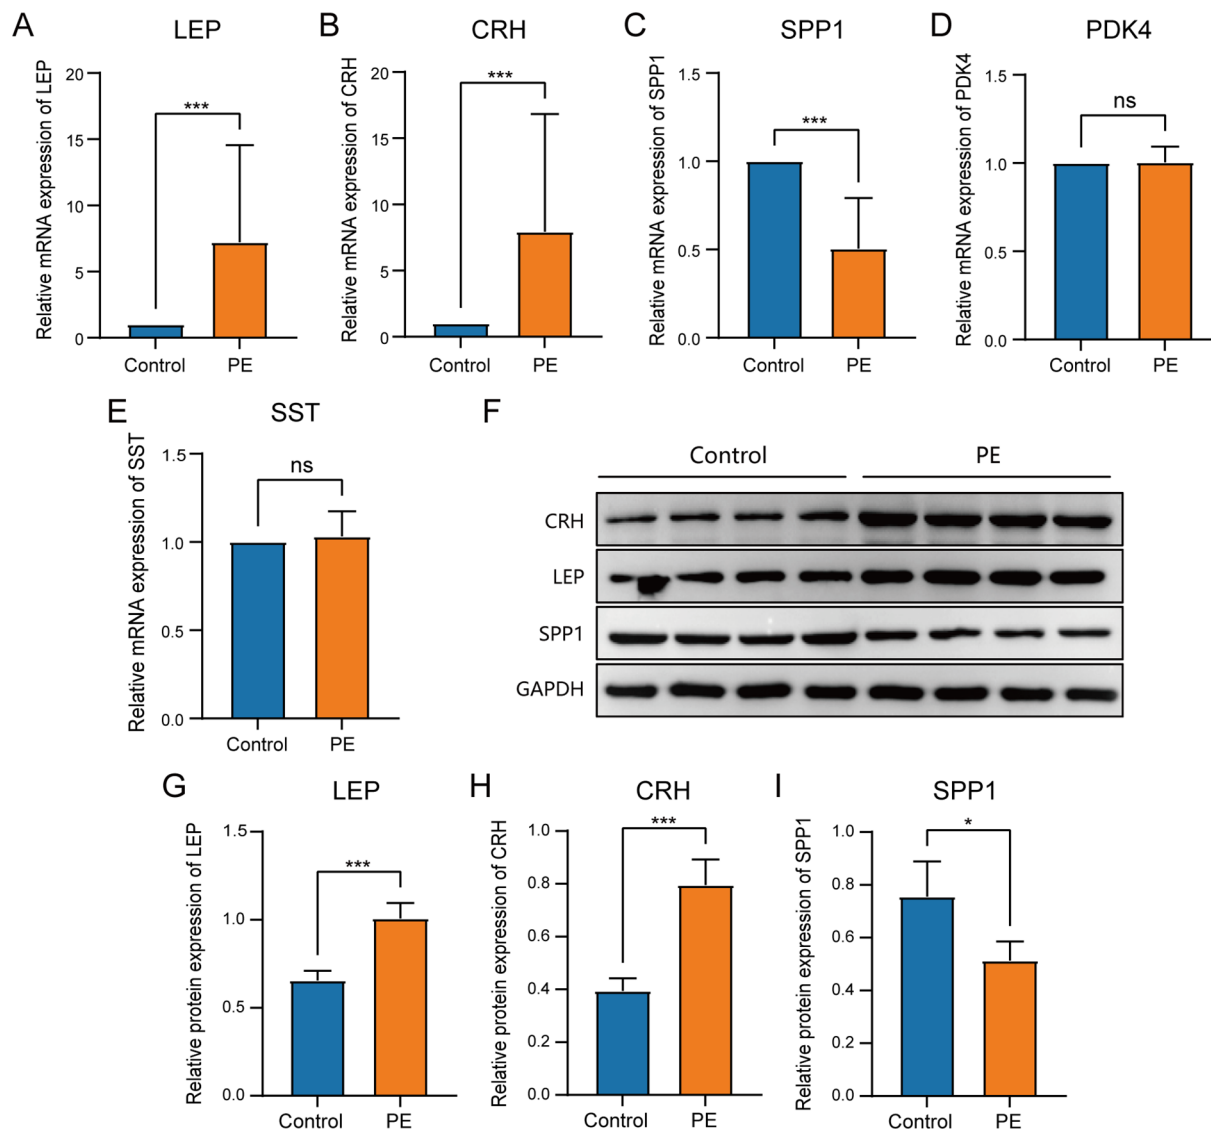 A
LEP
Relative mRNA expression of LEP
20
15
10
5
0
***
Control
PE
B
CRH
Relative mRNA expression of CRH
20
15
10
5
0
***
Control
PE
C
SPP1
Relative mRNA expression of SPP1
1.5
1.0
0.5
0.0
***
Control
PE
D
PDK4
Relative mRNA expression of PDK4
1.5
1.0
0.5
0.0
ns
Control
PE
E
SST
Relative mRNA expression of SST
1.5
1.0
0.5
0.0
ns
Control
PE
F
Control
PE
CRH
LEP
SPP1
GAPDH
G
LEP
Relative protein expression of LEP
1.5
1.0
0.5
0.0
***
Control
PE
H
CRH
Relative protein expression of CRH
1.0
0.8
0.6
0.4
0.2
0.0
***
Control
PE
I
SPP1
Relative protein expression of SPP1
1.0
0.8
0.6
0.4
0.2
0.0
*
Control
PE